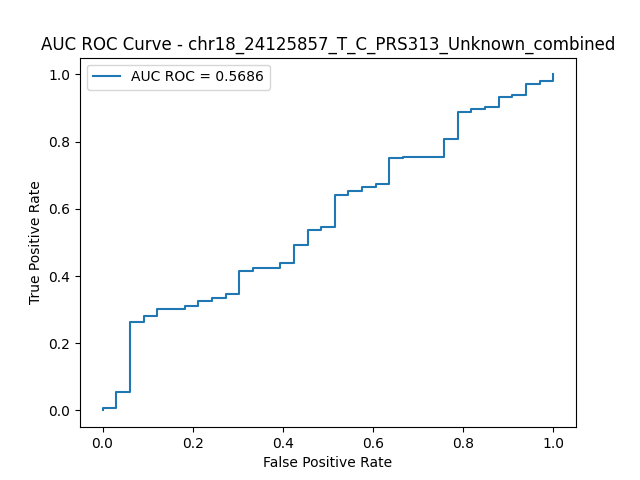 AUC ROC Curve - chr18_24125857_T_C_PRS313_Unknown_combined
AUC ROC = 0.5686
1.0
0.8
0.6
0.4
0.2
0.0
True Positive Rate
0.0 0.2 0.4 0.6 0.8 1.0
False Positive Rate